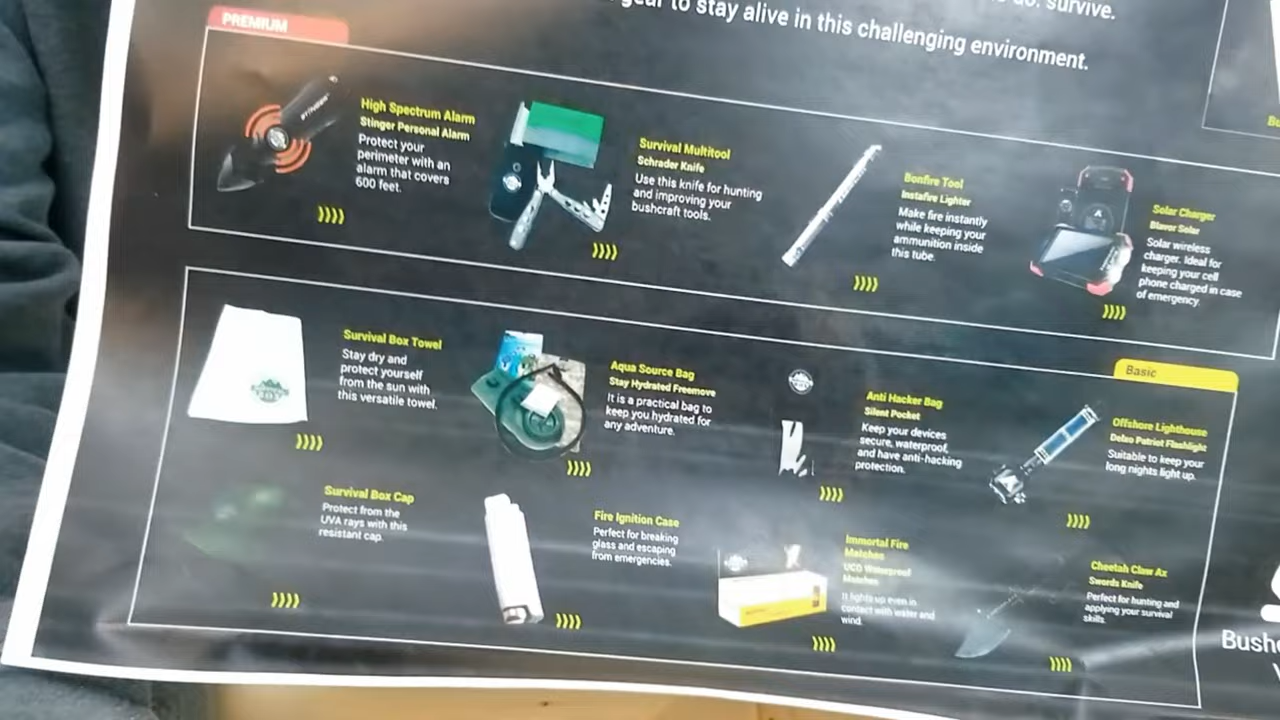 survive.
gear to stay alive in this challenging environment.
PREMIUM
High Spectrum Alarm
Stinger Personal Alarm
Protect your
perimeter with an
alarm that covers
600 feet.
STINGER
Survival Multitool
Schrader Knife
Use this knife for hunting
and improving your
bushcraft tools.
Bonfire Tool
Instafire Lighter
Make fire instantly
while keeping your
ammunition inside
this tube.
Solar Charger
Blavor Solar
Solar wireless
charger. Ideal for
keeping your cell
phone charged in case
of emergency.
Basic
Survival Box Towel
Stay dry and
protect yourself
from the sun with
this versatile towel.
Aqua Source Bag
Stay Hydrated Freemove
It is a practical bag to
keep you hydrated for
any adventure.
Anti Hacker Bag
Silent Pocket
Keep your devices
secure, waterproof,
and have anti-hacking
protection.
Offshore Lighthouse
Deleo Patriot Flashlight
Suitable to keep your
long nights light up.
Survival Box Cap
Protect from the
UVA rays with this
resistant cap.
Fire Ignition Case
Perfect for breaking
glass and escaping
from emergencies.
Immortal Fire
Matches
UCO Waterproof
Matches
It lights up even in
contact with water and
wind.
Cheetah Claw Ax
Swords Knife
Perfect for hunting and
applying your survival
skills.